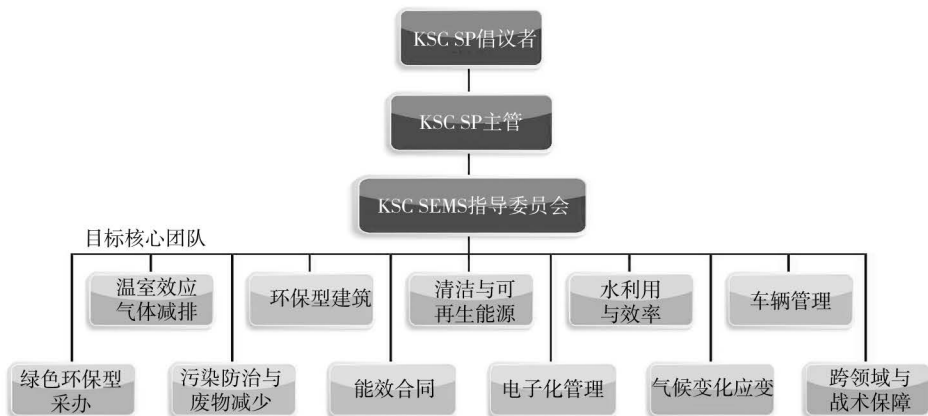 KSC SP倡议者
KSC SP主管
KSC SEMS指导委员会
目标核心团队
温室效应
气体减排
环保型建筑
清洁与可
再生能源
水利用
与效率
车辆管理
绿色环保型
采办
污染防治与
废物减少
能效合同
电子化管理
气候变化应变
跨领域与
战术保障